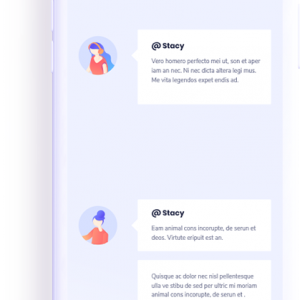 @ Stacy
Vero homero perfecto mei ut, son et aper
iam an nec. Ni nec dicta altera legi mus.
Me vita legendos expet endis ad.
@ Stacy
Eam animal cons incorupte, de serun et
deos. Virtute eripuit est an.
Quisque ac dolor nec nisl pellentesque
ulla ve stibu de sed per ultric mi moriam
animal cons incorupte, de serun et .